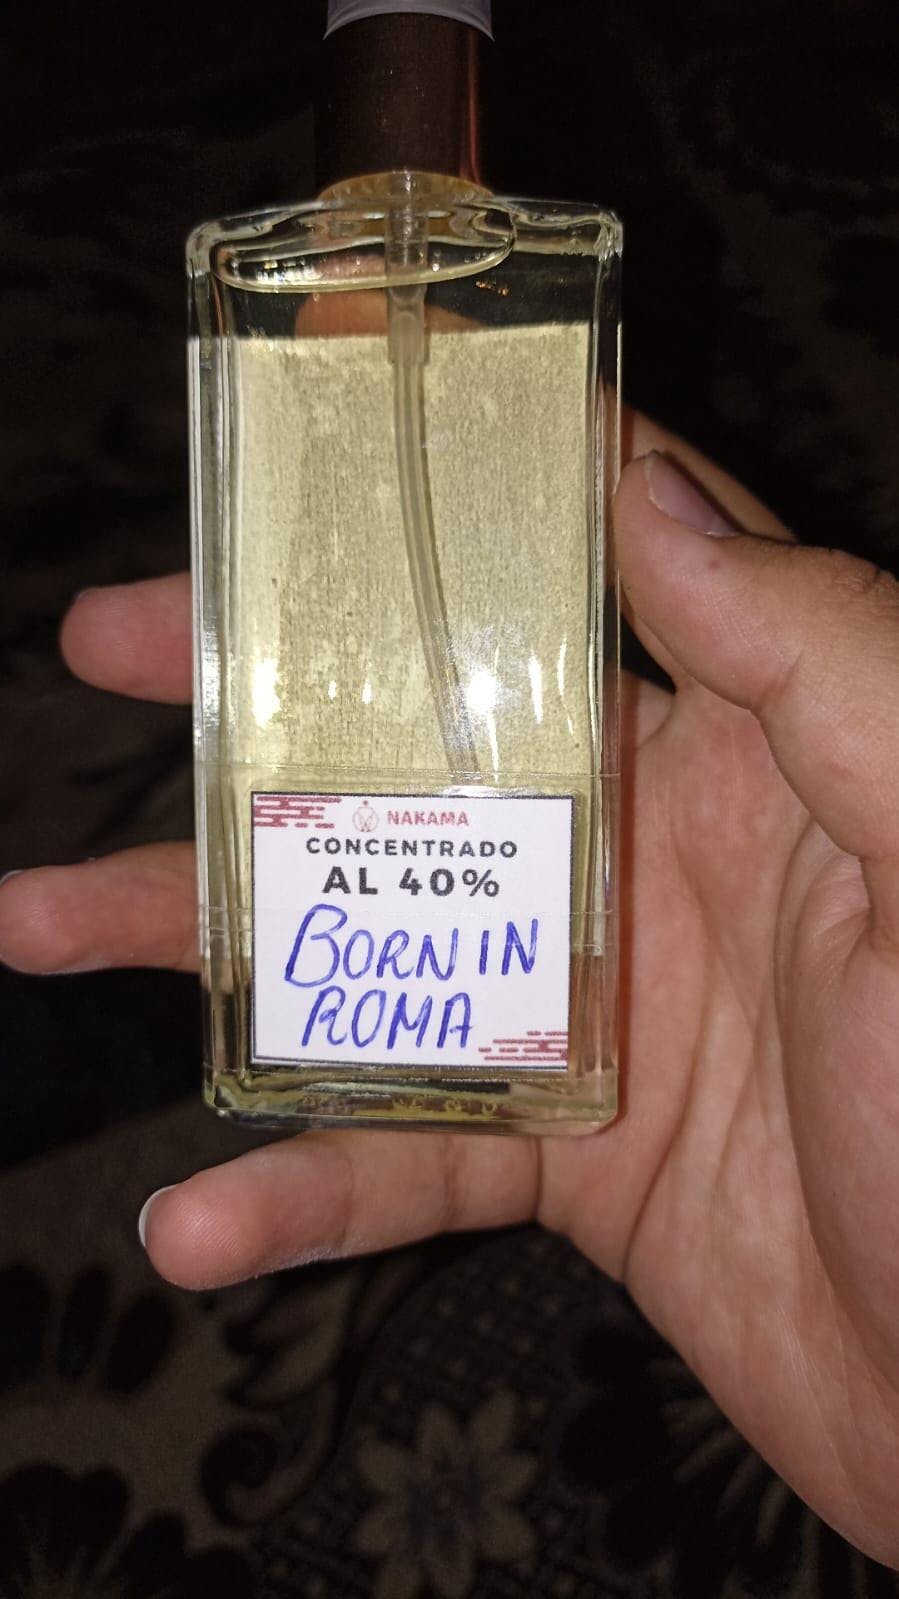 NAKAMA
CONCENTRADO
AL 40%
BORN IN
ROMA